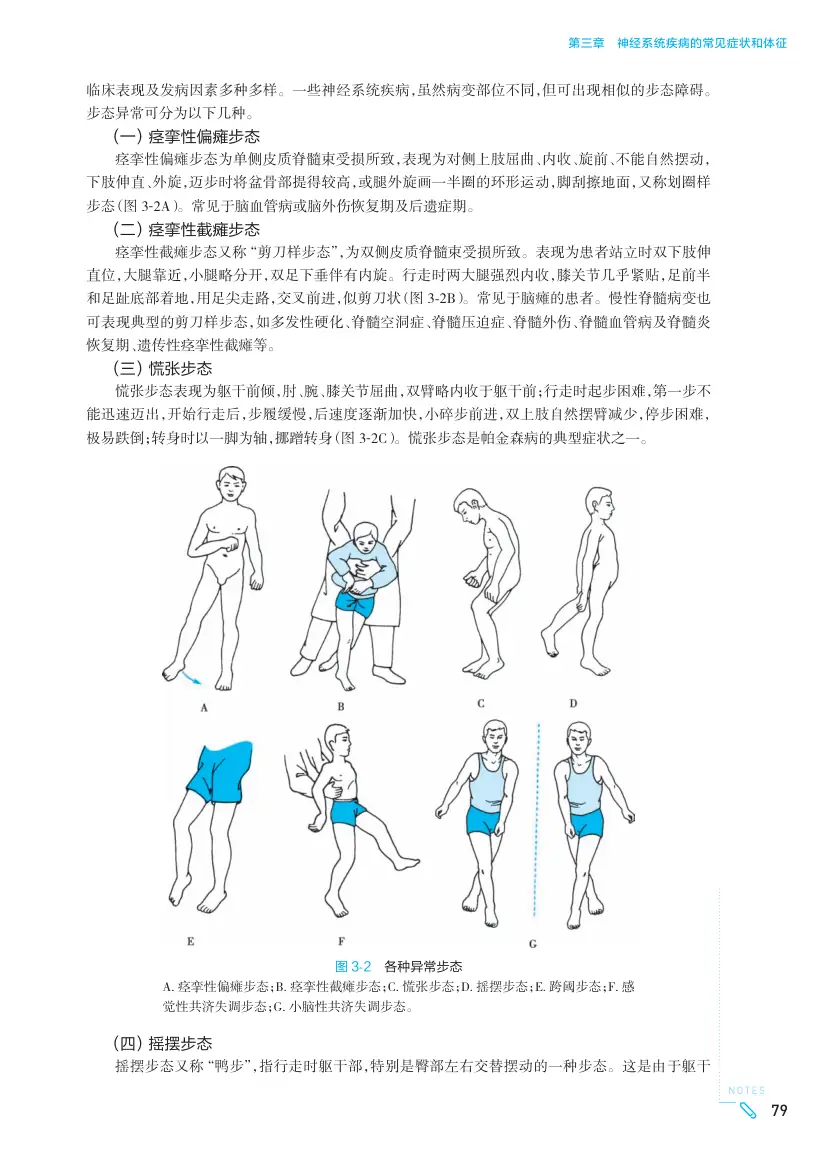 第三章 神经系统疾病的常见症状和体征
临床表现及发病因素多种多样。一些神经系统疾病,虽然病变部位不同,但可出现相似的步态障碍。
步态异常可分为以下几种。
(一)痉挛性偏瘫步态
痉挛性偏瘫步态为单侧皮质脊髓束受损所致,表现为对侧上肢屈曲、内收、旋前、不能自然摆动,
下肢伸直、外旋,迈步时将盆骨部提得较高,或腿外旋画一半圈的环形运动,脚刮擦地面,又称划圈样
步态(图 3-2A)。常见于脑血管病或脑外伤恢复期及后遗症期。
(二)痉挛性截瘫步态
痉挛性截瘫步态又称“剪刀样步态”,为双侧皮质脊髓束受损所致。表现为患者站立时双下肢伸
直位,大腿靠近,小腿略分开,双足下垂伴有内旋。行走时两大腿强烈内收,膝关节几乎紧贴,足前半
和足趾底部着地,用足尖走路,交叉前进,似剪刀状(图 3-2B)。常见于脑瘫的患者。慢性脊髓病变也
可表现典型的剪刀样步态,如多发性硬化、脊髓空洞症、脊髓压迫症、脊髓外伤、脊髓血管病及脊髓炎
恢复期、遗传性痉挛性截瘫等。
(三)慌张步态
慌张步态表现为躯干前倾,肘、腕、膝关节屈曲,双臂略内收于躯干前;行走时起步困难,第一步不
能迅速迈出,开始行走后,步履缓慢,后速度逐渐加快,小碎步前进,双上肢自然摆臂减少,停步困难,
极易跌倒;转身时以一脚为轴,挪蹭转身(图 3-2C)。慌张步态是帕金森病的典型症状之一。
A
B
C
D
E
F
G
图 3-2 各种异常步态
A. 痉挛性偏瘫步态;B. 痉挛性截瘫步态;C. 慌张步态;D. 摇摆步态;E. 跨阈步态;F. 感
觉性共济失调步态;G. 小脑性共济失调步态。
(四)摇摆步态
摇摆步态又称“鸭步”,指行走时躯干部,特别是臀部左右交替摆动的一种步态。这是由于躯干
NOTES
79